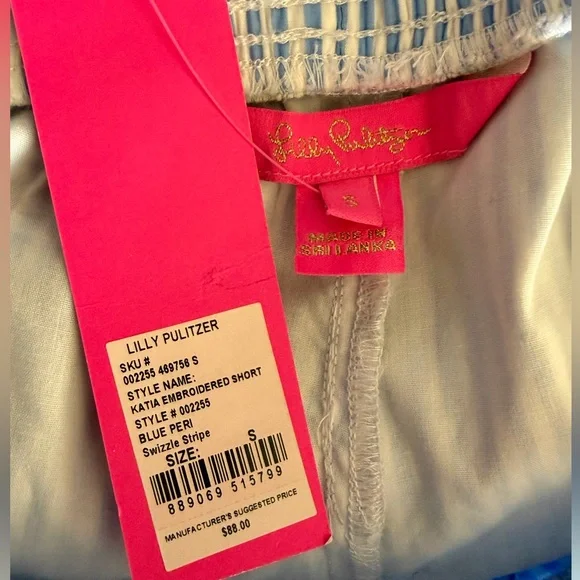 Lilly Pulitzer
S
MADE IN
SRI LANKA
LILLY PULITZER
SKU #
002255 469756 S
STYLE NAME:
KATIA EMBROIDERED SHORT
STYLE # 002255
BLUE PERI
Swizzle Stripe
SIZE: S
889069 515799
MANUFACTURER'S SUGGESTED PRICE
$88.00